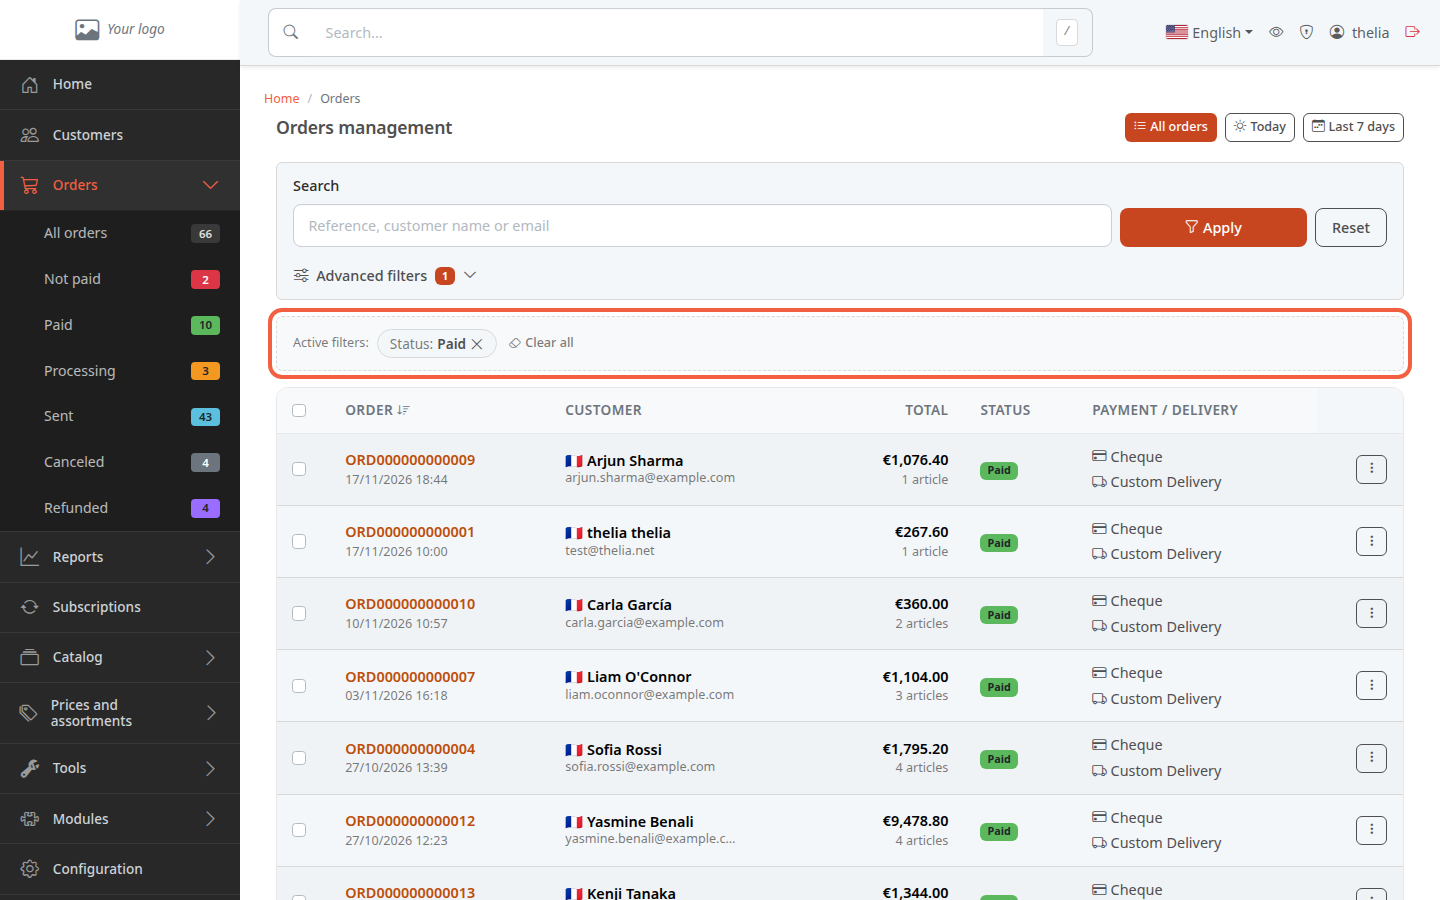 Your logo
Search...
/
English
thelia
Home
Customers
Orders
All orders 66
Not paid 2
Paid 10
Processing 3
Sent 43
Canceled 4
Refunded 4
Reports
Subscriptions
Catalog
Prices and
assortments
Tools
Modules
Configuration
Home / Orders
Orders management
All orders
Today
Last 7 days
Search
Reference, customer name or email
Apply
Reset
Advanced filters 1
Active filters: Status: Paid Clear all
ORDER CUSTOMER TOTAL STATUS PAYMENT / DELIVERY
ORD000000000009 Arjun Sharma €1,076.40 Paid Cheque
17/11/2026 18:44 arjun.sharma@example.com 1 article Custom Delivery
ORD000000000001 thelia thelia €267.60 Paid Cheque
17/11/2026 10:00 test@thelia.net 1 article Custom Delivery
ORD000000000010 Carla García €360.00 Paid Cheque
10/11/2026 10:57 carla.garcia@example.com 2 articles Custom Delivery
ORD000000000007 Liam O'Connor €1,104.00 Paid Cheque
03/11/2026 16:18 liam.oconnor@example.com 3 articles Custom Delivery
ORD000000000004 Sofia Rossi €1,795.20 Paid Cheque
27/10/2026 13:39 sofia.rossi@example.com 4 articles Custom Delivery
ORD000000000012 Yasmine Benali €9,478.80 Paid Cheque
27/10/2026 12:23 yasmine.benali@example.c... 4 articles Custom Delivery
ORD000000000013 Kenji Tanaka €1,344.00 Cheque